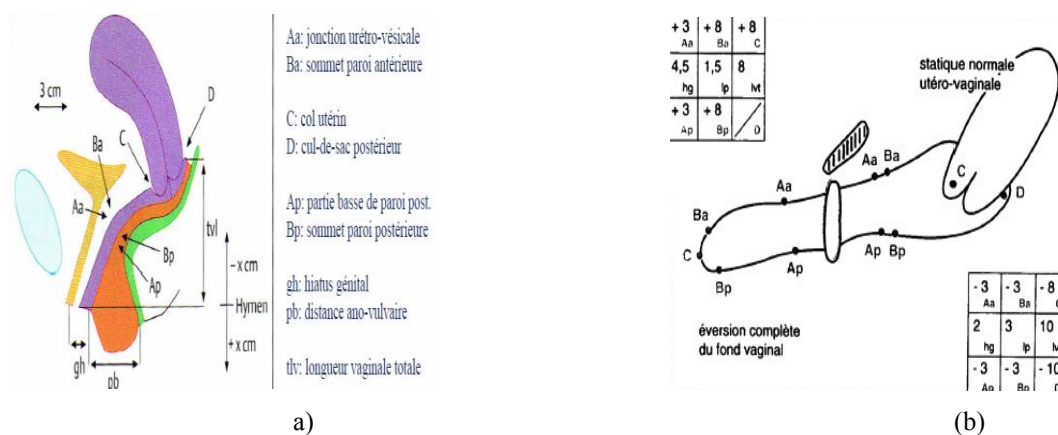 Aa: jonction urétro-vésicale
Ba: sommet paroi antérieure
C: col utérin
D: cul-de-sac postérieur
Ap: partie basse de paroi post.
Bp: sommet paroi postérieure
gh: hiatus génital
pb: distance ano-vulvaire
tlv: longueur vaginale totale
3 cm
D
C
Ba
Aa
tvl
Bp
Ap
– x cm
Hymen
+ x cm
gh
pb
a)
+ 3 + 8 + 8
Aa Ba C
4,5 1,5 8
hg lp lvt
+ 3 + 8
Ap Bp D
statique normale
utéro-vaginale
Aa Ba
C
D
Ap Bp
Aa
Ba
C
Bp
Ap
éversion complète
du fond vaginal
- 3 - 3 - 8
Aa Ba
2 3 10
hg lp
- 3 - 3 - 10
Bp
(b)